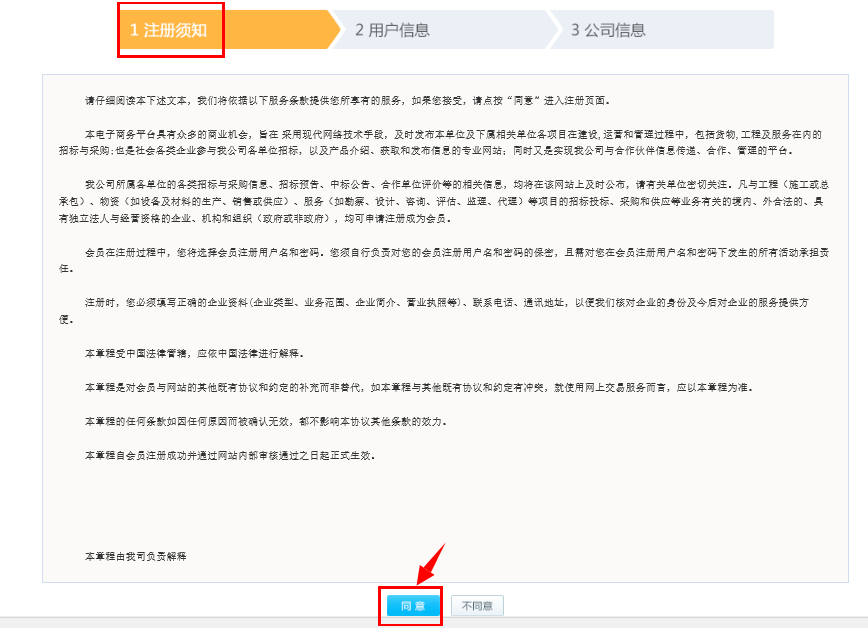 1 注册须知
2 用户信息
3 公司信息
请仔细阅读本下述文本，我们将依据以下服务条款提供您所享有的服务，如果您接受，请点按“同意”进入注册页面。
本电子商务平台具有众多的商业机会，旨在 采用现代网络技术手段，及时发布本单位及下属相关单位各项目在建设,运营和管理过程中，包括货物,工程及服务在内的
招标与采购;也是社会各类企业参与我公司各单位招标，以及产品介绍、获取和发布信息的专业网站；同时又是实现我公司与合作伙伴信息传递、合作、管理的平台。
我公司所属各单位的各类招标与采购信息、招标预告、中标公告、合作单位评价等的相关信息，均将在该网站上及时公布，请有关单位密切关注。凡与工程（施工或总
承包）、物资（如设备及材料的生产、销售或供应）、服务（如勘察、设计、咨询、评估、监理、代理）等项目的招标投标、采购和供应等业务有关的境内、外合法的、具
有独立法人与经营资格的企业、机构和组织（政府或非政府），均可申请注册成为会员。
会员在注册过程中，您将选择会员注册用户名和密码。您须自行负责对您的会员注册用户名和密码的保密，且需对您在会员注册用户名和密码下发生的所有活动承担责
任。
注册时，您必须填写正确的企业资料(企业类型、业务范围、企业简介、营业执照等)、联系电话、通讯地址，以便我们核对企业的身份及今后对企业的服务提供方
便。
本章程受中国法律管辖，应依中国法律进行解释。
本章程是对会员与网站的其他既有协议和约定的补充而非替代，如本章程与其他既有协议和约定有冲突，就使用网上交易服务而言，应以本章程为准。
本章程的任何条款如因任何原因而被确认无效，都不影响本协议其他条款的效力。
本章程自会员注册成功并通过网站内部审核通过之日起正式生效。
本章程由我司负责解释
同 意
不同意